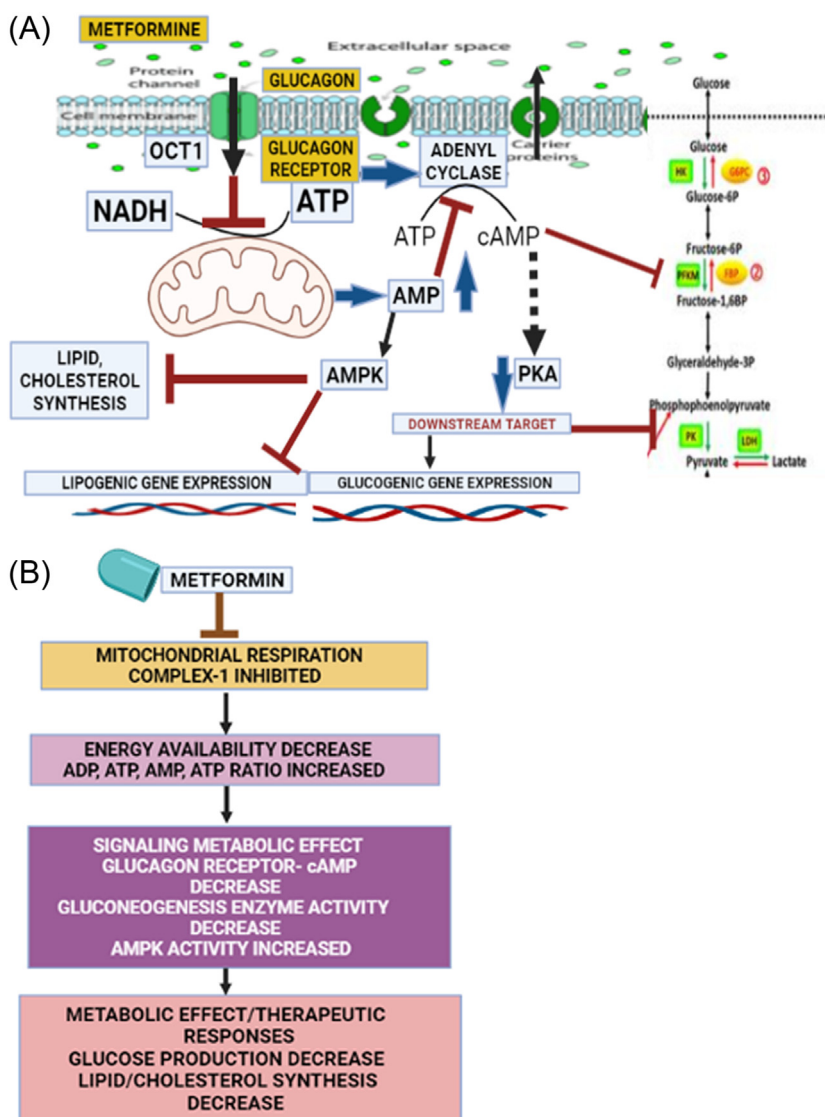 (A)
METFORMINE
Extracellular space
Protein channel
GLUCAGON
Cell membrane
OCT1
GLUCAGON
RECEPTOR
ADENYL
CYCLASE
Carrier
proteins
NADH
ATP
ATP
cAMP
AMP
AMPK
PKA
LIPID,
CHOLESTEROL
SYNTHESIS
DOWNSTREAM TARGET
LIPOGENIC GENE EXPRESSION
GLUCOGENIC GENE EXPRESSION
Glucose
Glucose
HK
G6PC
①
Glucose-6P
Fructose-6P
PFKM
FBP
②
Fructose-1,6BP
Glyceraldehyde-3P
Phosphophoenolpyruvate
PK
LDH
Pyruvate
Lactate
(B)
METFORMIN
MITOCHONDRIAL RESPIRATION
COMPLEX-1 INHIBITED
ENERGY AVAILABILITY DECREASE
ADP, ATP, AMP, ATP RATIO INCREASED
SIGNALING METABOLIC EFFECT
GLUCAGON RECEPTOR- cAMP
DECREASE
GLUCONEOGENESIS ENZYME ACTIVITY
DECREASE
AMPK ACTIVITY INCREASED
METABOLIC EFFECT/THERAPEUTIC
RESPONSES
GLUCOSE PRODUCTION DECREASE
LIPID/CHOLESTEROL SYNTHESIS
DECREASE